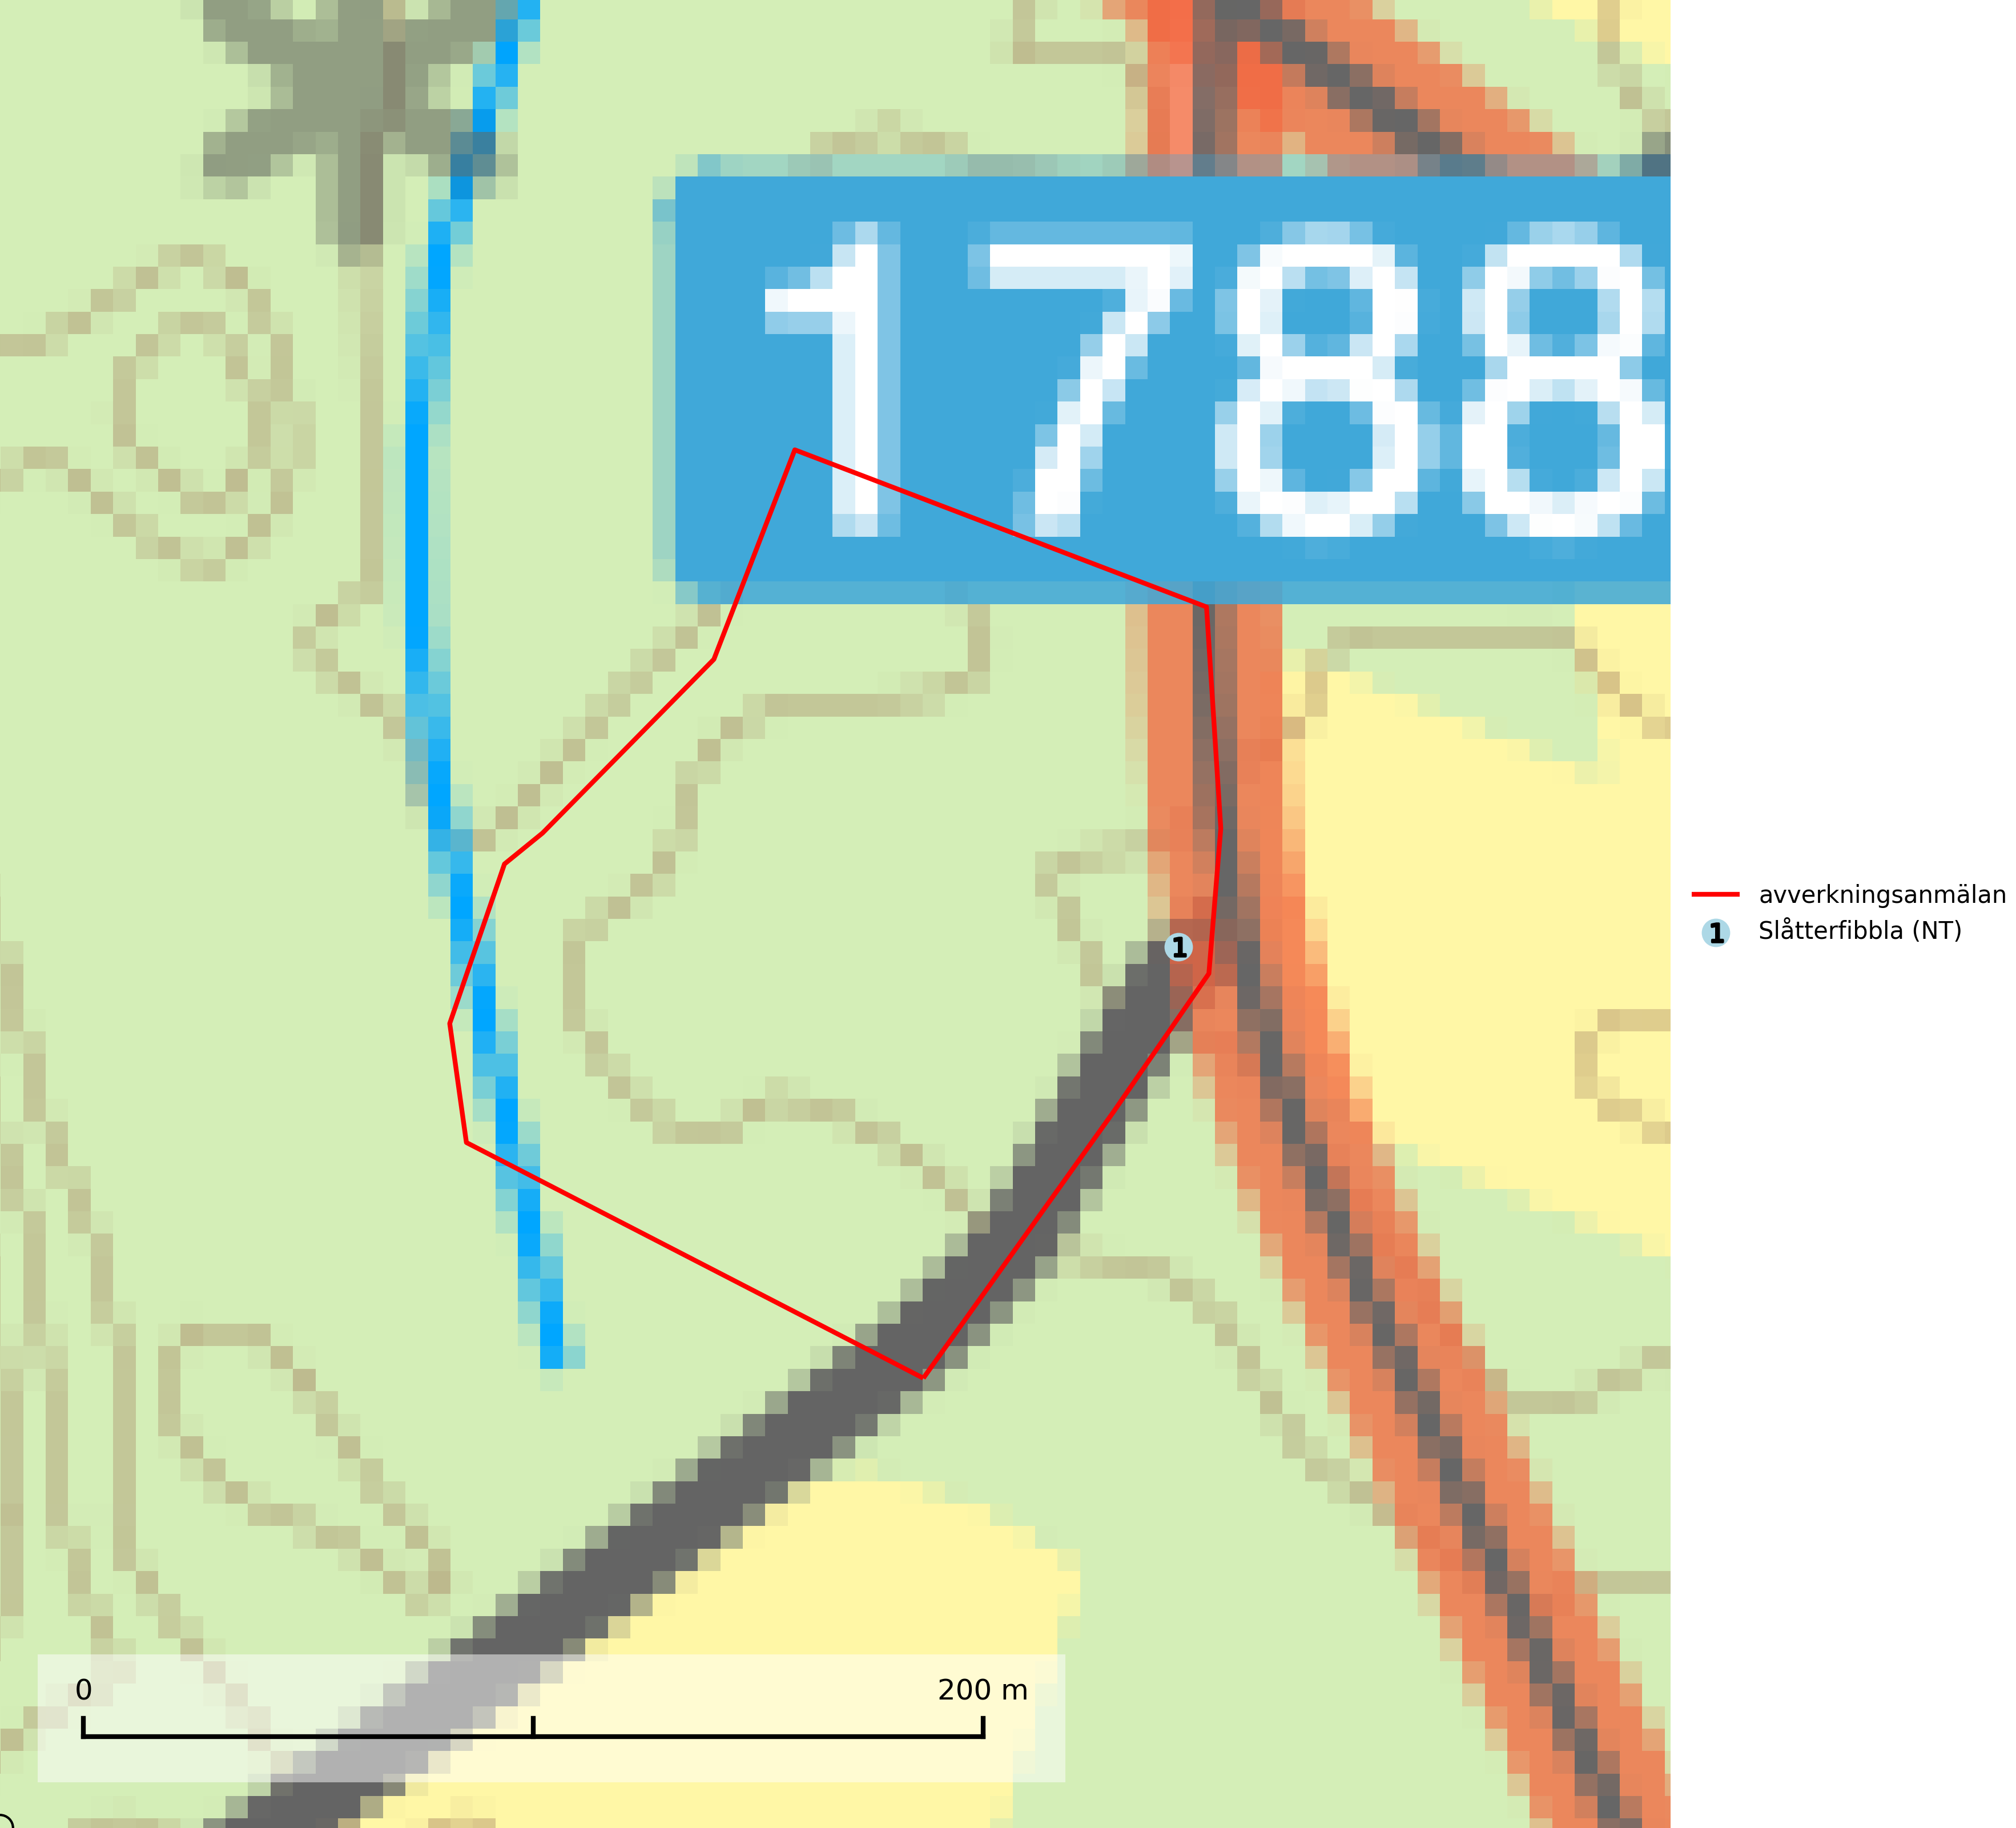 1788
1
avverkningsanmälan
1 Slåtterfibbla (NT)
0 200 m